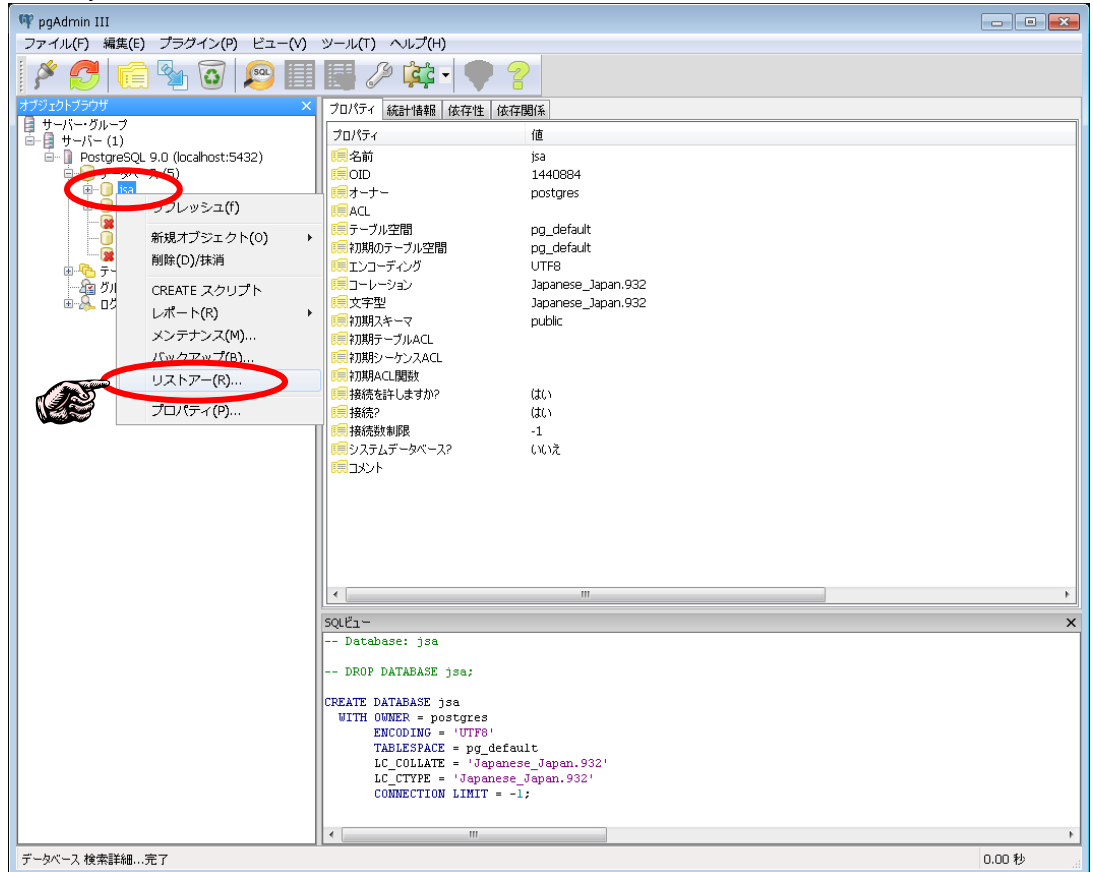 pgAdmin III
ファイル(F) 編集(E) プラグイン(P) ビュー(V) ツール(T) ヘルプ(H)
SQL
オブジェクトブラウザ
サーバー・グループ
サーバー (1)
PostgreSQL 9.0 (localhost:5432)
データベース (5)
jsa
テー
グル
ログ
リフレッシュ(f)
新規オブジェクト(O)
削除(D)/抹消
CREATE スクリプト
レポート(R)
メンテナンス(M)...
バックアップ(B)...
リストアー(R)...
プロパティ(P)...
プロパティ 統計情報 依存性 依存関係
プロパティ 値
名前 jsa
OID 1440884
オーナー postgres
ACL
テーブル空間 pg_default
初期のテーブル空間 pg_default
エンコーディング UTF8
コーレーション Japanese_Japan.932
文字型 Japanese_Japan.932
初期スキーマ public
初期テーブルACL
初期シーケンスACL
初期ACL関数
接続を許しますか? はい
接続? はい
接続数制限 -1
システムデータベース? いいえ
コメント
SQLビュー
-- Database: jsa
-- DROP DATABASE jsa;
CREATE DATABASE jsa
WITH OWNER = postgres
ENCODING = 'UTF8'
TABLESPACE = pg_default
LC_COLLATE = 'Japanese_Japan.932'
LC_CTYPE = 'Japanese_Japan.932'
CONNECTION LIMIT = -1;
データベース 検索詳細...完了 0.00 秒